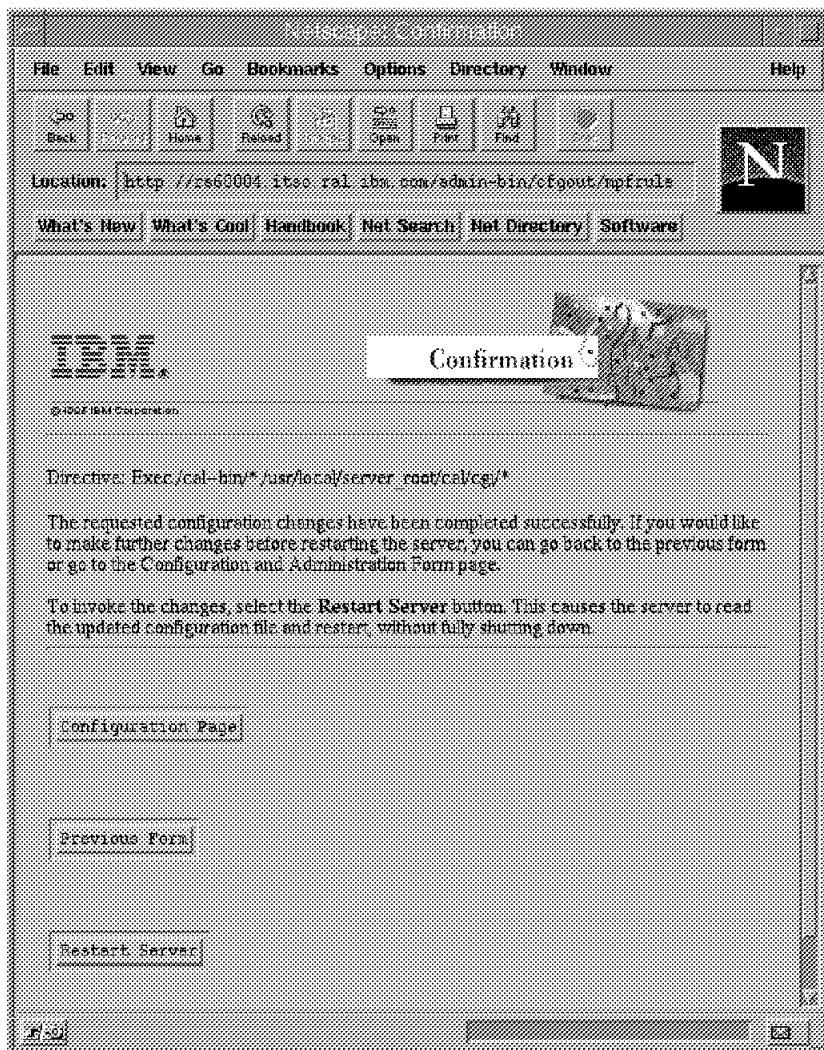 Netscape: Confirmation
File Edit View Go Bookmarks Options Directory Window Help
Back Forward Home Reload Open Print Find
Location: http://rs60004.itso.ral.ibm.com/admin-bin/cfgout/mpfrule
What's New What's Cool Handbook Net Search Net Directory Software
IBM
Confirmation
© 1995 IBM Corporation
Directive: Exec /cal-bin/* /usr/local/server_root/cal/cgi/*
The requested configuration changes have been completed successfully. If you would like
to make further changes before restarting the server, you can go back to the previous form
or go to the Configuration and Administration Form page.
To invoke the changes, select the Restart Server button. This causes the server to read
the updated configuration file and restart, without fully shutting down.
Configuration Page
Previous Form
Restart Server